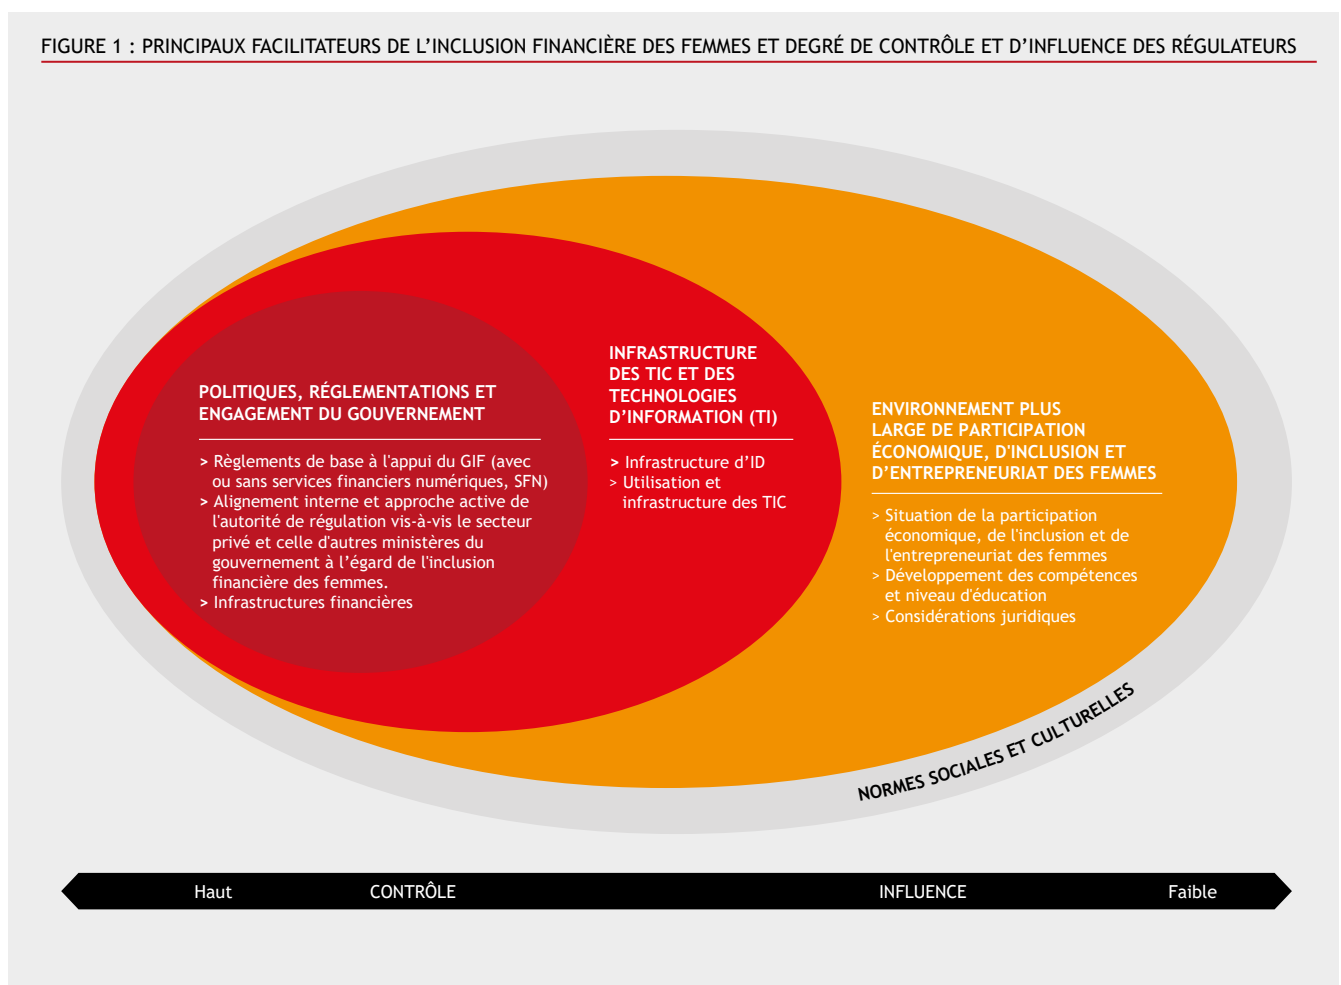 FIGURE 1 : PRINCIPAUX FACILITATEURS DE L’INCLUSION FINANCIÈRE DES FEMMES ET DEGRÉ DE CONTRÔLE ET D’INFLUENCE DES RÉGULATEURS
POLITIQUES, RÉGLEMENTATIONS ET
ENGAGEMENT DU GOUVERNEMENT
> Règlements de base à l'appui du GIF (avec
ou sans services financiers numériques, SFN)
> Alignement interne et approche active de
l'autorité de régulation vis-à-vis le secteur
privé et celle d'autres ministères du
gouvernement à l’égard de l'inclusion
financière des femmes.
> Infrastructures financières
INFRASTRUCTURE
DES TIC ET DES
TECHNOLOGIES
D’INFORMATION (TI)
> Infrastructure d’ID
> Utilisation et
infrastructure des TIC
ENVIRONNEMENT PLUS
LARGE DE PARTICIPATION
ÉCONOMIQUE, D'INCLUSION ET
D’ENTREPRENEURIAT DES FEMMES
> Situation de la participation
économique, de l'inclusion et de
l'entrepreneuriat des femmes
> Développement des compétences
et niveau d'éducation
> Considérations juridiques
NORMES SOCIALES ET CULTURELLES
Haut CONTRÔLE INFLUENCE Faible